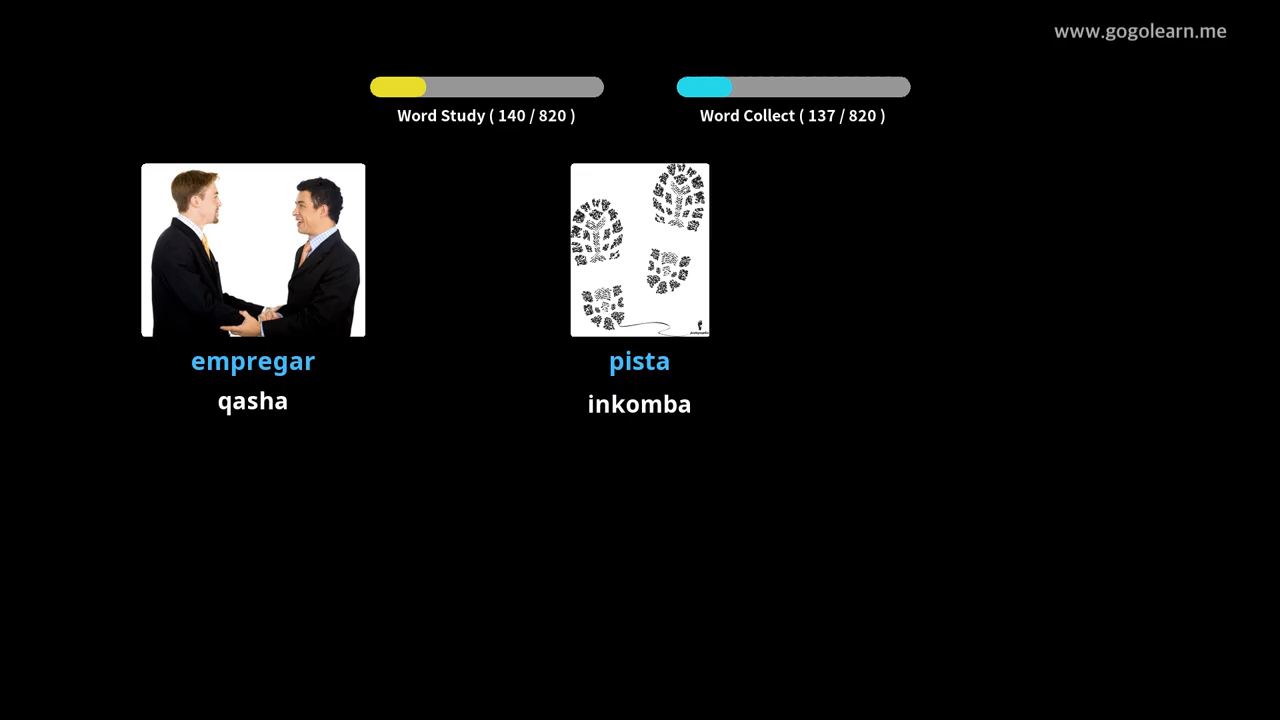 www.gogolearn.me
Word Study ( 140 / 820 )
Word Collect ( 137 / 820 )
empregar
pista
qasha
inkomba